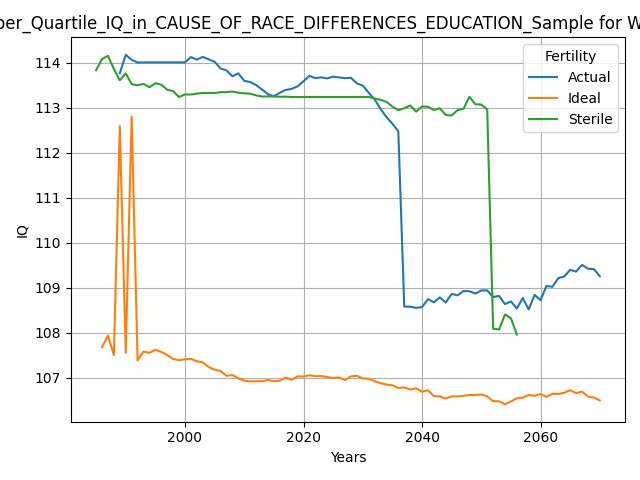 per_Quartile_IQ_in_CAUSE_OF_RACE_DIFFERENCES_EDUCATION_Sample for W
Fertility
Actual
Ideal
Sterile
114
113
112
111
110
109
108
107
IQ
2000
2020
2040
2060
Years